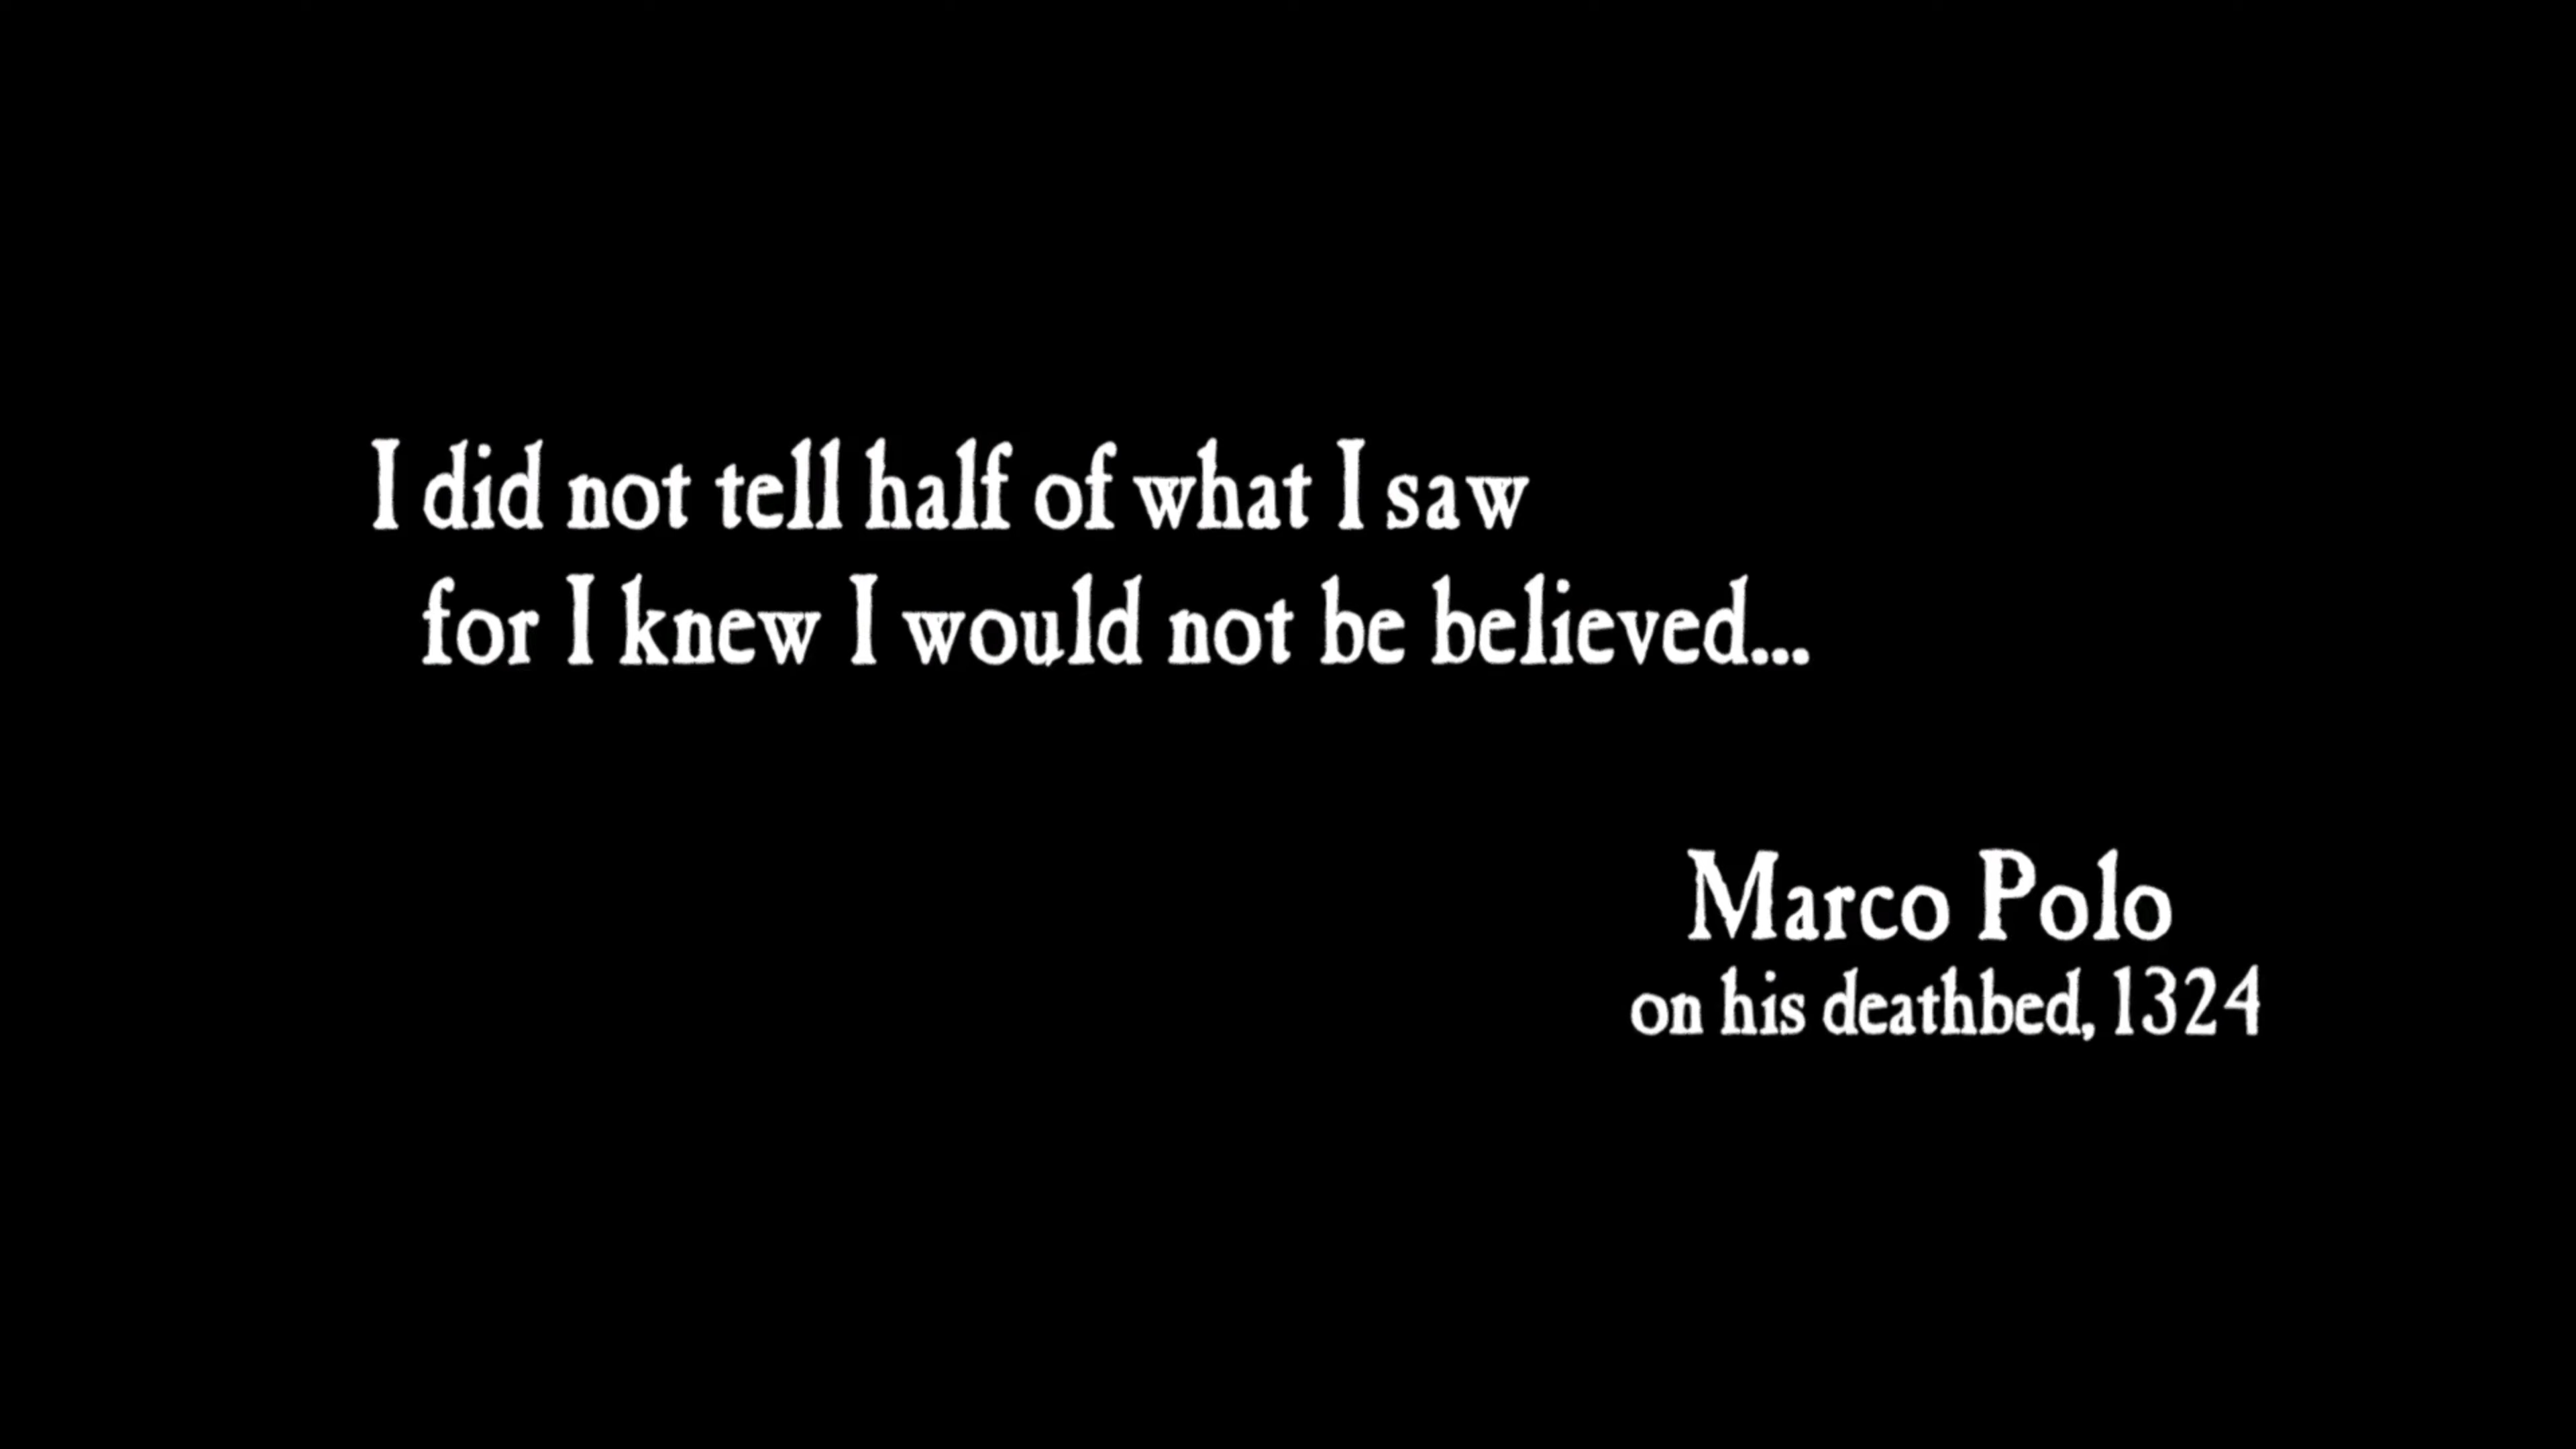 I did not tell half of what I saw
for I knew I would not be believed...
Marco Polo
on his deathbed, 1324